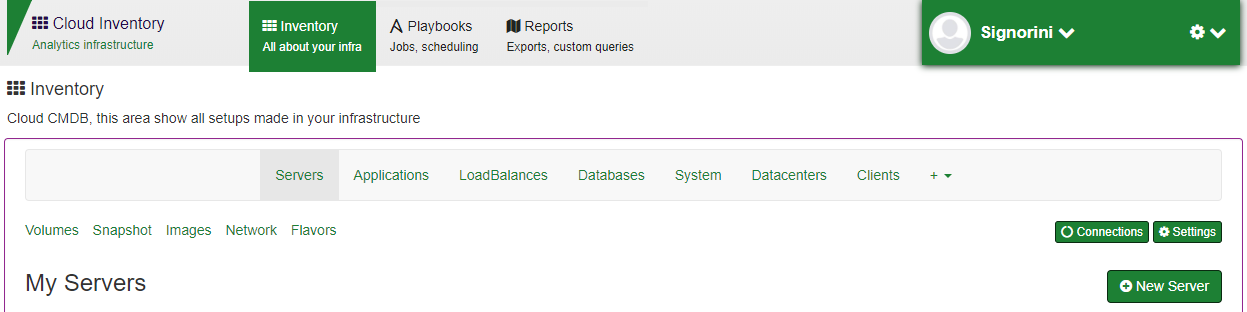 Cloud Inventory
Analytics infrastructure
Inventory
All about your infra
Playbooks
Jobs, scheduling
Reports
Exports, custom queries
Signorini
Inventory
Cloud CMDB, this area show all setups made in your infrastructure
Servers Applications LoadBalances Databases System Datacenters Clients +
Volumes Snapshot Images Network Flavors
Connections Settings
My Servers
New Server